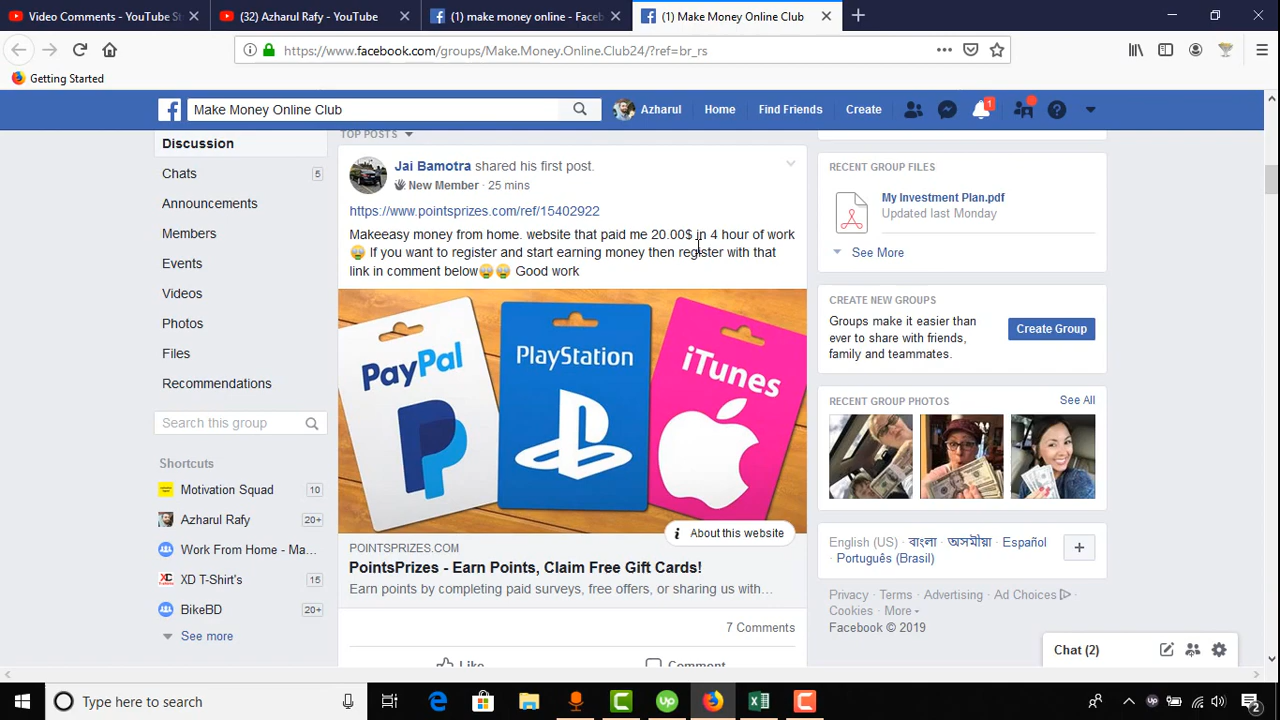 Video Comments - YouTube St
(32) Azharul Rafy - YouTube
(1) make money online - Faceb
(1) Make Money Online Club
https://www.facebook.com/groups/Make.Money.Online.Club24/?ref=br_rs
Getting Started
Make Money Online Club
Azharul
Home
Find Friends
Create
1
Discussion
Chats
5
Announcements
Members
Events
Videos
Photos
Files
Recommendations
Search this group
Shortcuts
Motivation Squad
10
Azharul Rafy
20+
Work From Home - Ma...
XD T-Shirt's
15
BikeBD
20+
See more
TOP POSTS
Jai Bamotra shared his first post.
New Member · 25 mins
https://www.pointsprizes.com/ref/15402922
Makeeasy money from home. website that paid me 20.00$ in 4 hour of work
🤑 If you want to register and start earning money then register with that
link in comment below🤑🤑 Good work
PayPal
PlayStation
iTunes
About this website
POINTSPRIZES.COM
PointsPrizes - Earn Points, Claim Free Gift Cards!
Earn points by completing paid surveys, free offers, or sharing us with...
7 Comments
Like
Comment
RECENT GROUP FILES
My Investment Plan.pdf
Updated last Monday
See More
CREATE NEW GROUPS
Groups make it easier than
ever to share with friends,
family and teammates.
Create Group
RECENT GROUP PHOTOS
See All
English (US) · বাংলা · অসমীয়া · Español
· Português (Brasil)
Privacy · Terms · Advertising · Ad Choices
Cookies · More
Facebook © 2019
Chat (2)
Type here to search
up
up
2